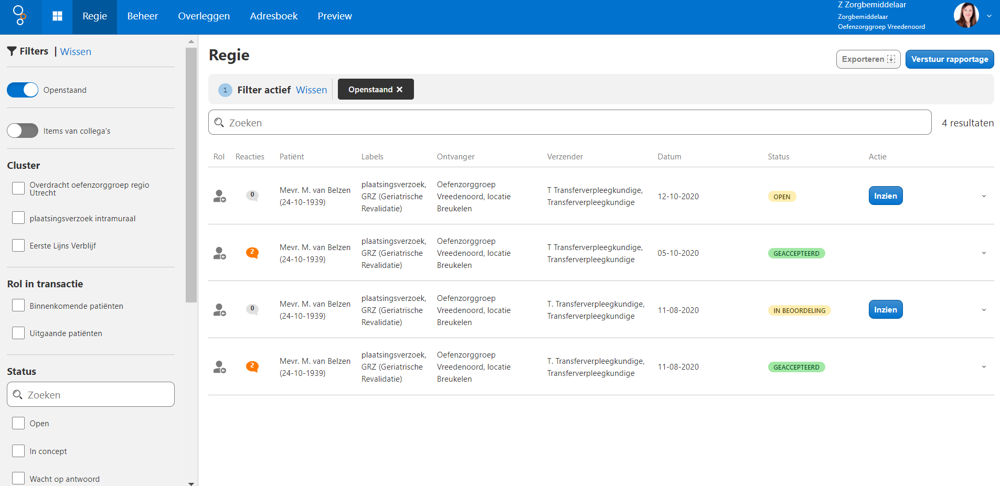 Regie
Beheer
Overleggen
Adresboek
Preview
Z Zorgbemiddelaar
Zorgbemiddelaar
Oefenzorggroep Vreedenoord
Filters | Wissen
Openstaand
Items van collega's
Cluster
Overdracht oefenzorggroep regio
Utrecht
plaatsingsverzoek intramuraal
Eerste Lijns Verblijf
Rol in transactie
Binnenkomende patiënten
Uitgaande patiënten
Status
Zoeken
Open
In concept
Wacht op antwoord
Regie
Exporteren
Verstuur rapportage
1 Filter actief Wissen Openstaand ×
Zoeken
4 resultaten
Rol Reacties Patiënt Labels Ontvanger Verzender Datum Status Actie
0
Mevr. M. van Belzen
(24-10-1939)
plaatsingsverzoek,
GRZ (Geriatrische
Revalidatie)
Oefenzorggroep
Vreedenoord, locatie
Breukelen
T Transferverpleegkundige,
Transferverpleegkundige
12-10-2020
OPEN
Inzien
2
Mevr. M. van Belzen
(24-10-1939)
plaatsingsverzoek,
GRZ (Geriatrische
Revalidatie)
Oefenzorggroep
Vreedenoord, locatie
Breukelen
T Transferverpleegkundige,
Transferverpleegkundige
05-10-2020
GEACCEPTEERD
0
Mevr. M. van Belzen
(24-10-1939)
plaatsingsverzoek,
GRZ (Geriatrische
Revalidatie)
Oefenzorggroep
Vreedenoord, locatie
Breukelen
T. Transferverpleegkundige,
Transferverpleegkundige
11-08-2020
IN BEOORDELING
Inzien
2
Mevr. M. van Belzen
(24-10-1939)
plaatsingsverzoek,
GRZ (Geriatrische
Revalidatie)
Oefenzorggroep
Vreedenoord, locatie
Breukelen
T. Transferverpleegkundige,
Transferverpleegkundige
11-08-2020
GEACCEPTEERD